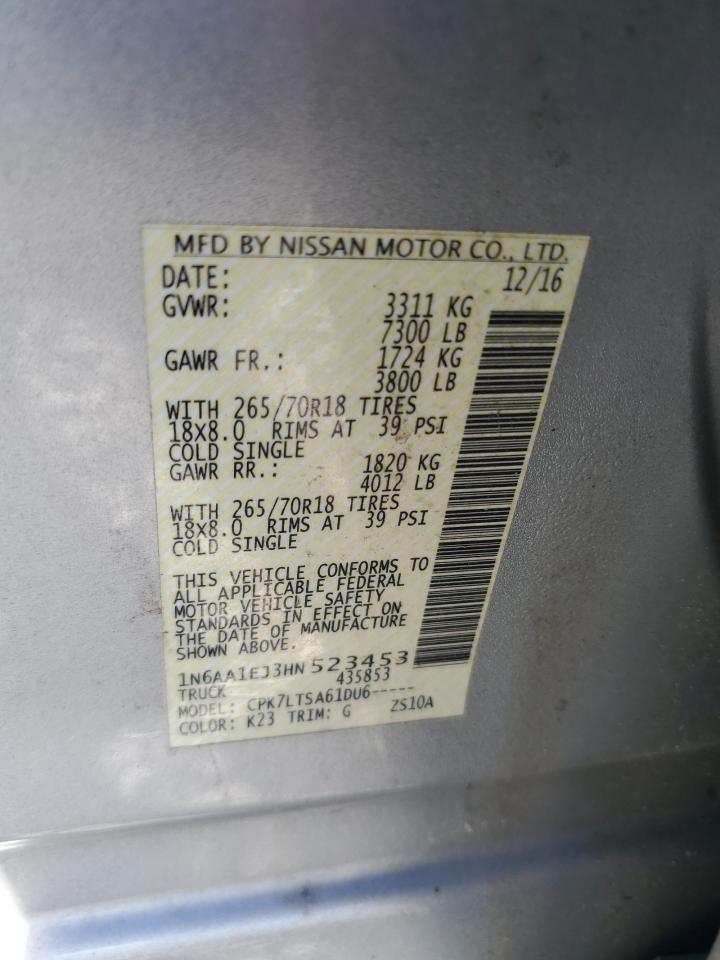 MFD BY NISSAN MOTOR CO., LTD.
DATE: 12/16
GVWR: 3311 KG
7300 LB
GAWR FR.: 1724 KG
3800 LB
WITH 265/70R18 TIRES
18X8.0 RIMS AT 39 PSI
COLD SINGLE
GAWR RR.: 1820 KG
4012 LB
WITH 265/70R18 TIRES
18X8.0 RIMS AT 39 PSI
COLD SINGLE
THIS VEHICLE CONFORMS TO
ALL APPLICABLE FEDERAL
MOTOR VEHICLE SAFETY
STANDARDS IN EFFECT ON
THE DATE OF MANUFACTURE
SHOWN ABOVE.
1N6AA1EJ3HN523453
TRUCK 435853
MODEL: CPK7LTSA61DU6-----
COLOR: K23 TRIM: G ZS10A